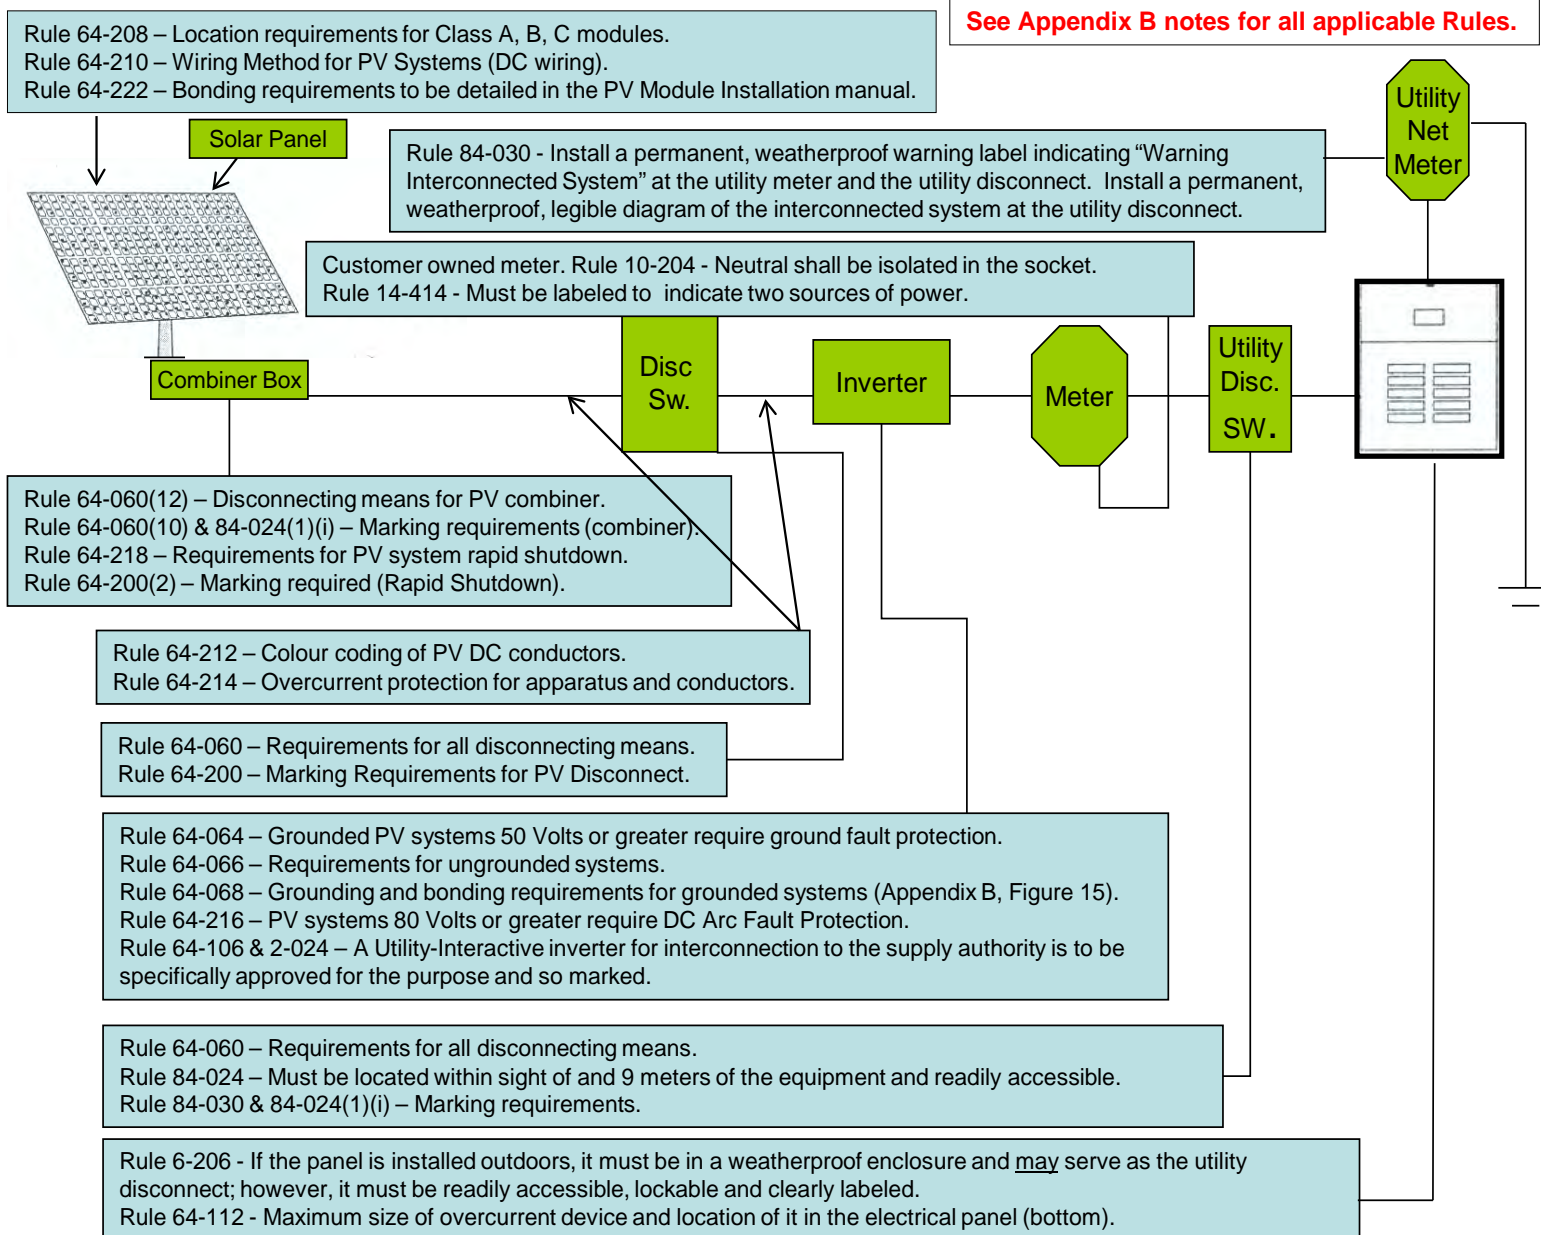 See Appendix B notes for all applicable Rules.
Rule 64-208 – Location requirements for Class A, B, C modules.
Rule 64-210 – Wiring Method for PV Systems (DC wiring).
Rule 64-222 – Bonding requirements to be detailed in the PV Module Installation manual.
Solar Panel
Utility
Net
Meter
Rule 84-030 - Install a permanent, weatherproof warning label indicating “Warning
Interconnected System” at the utility meter and the utility disconnect.  Install a permanent,
weatherproof, legible diagram of the interconnected system at the utility disconnect.
Customer owned meter. Rule 10-204 - Neutral shall be isolated in the socket.
Rule 14-414 - Must be labeled to  indicate two sources of power.
Combiner Box
Disc
Sw.
Inverter
Meter
Utility
Disc.
SW.
Rule 64-060(12) – Disconnecting means for PV combiner.
Rule 64-060(10) & 84-024(1)(i) – Marking requirements (combiner).
Rule 64-218 – Requirements for PV system rapid shutdown.
Rule 64-200(2) – Marking required (Rapid Shutdown).
Rule 64-212 – Colour coding of PV DC conductors.
Rule 64-214 – Overcurrent protection for apparatus and conductors.
Rule 64-060 – Requirements for all disconnecting means.
Rule 64-200 – Marking Requirements for PV Disconnect.
Rule 64-064 – Grounded PV systems 50 Volts or greater require ground fault protection.
Rule 64-066 – Requirements for ungrounded systems.
Rule 64-068 – Grounding and bonding requirements for grounded systems (Appendix B, Figure 15).
Rule 64-216 – PV systems 80 Volts or greater require DC Arc Fault Protection.
Rule 64-106 & 2-024 – A Utility-Interactive inverter for interconnection to the supply authority is to be
specifically approved for the purpose and so marked.
Rule 64-060 – Requirements for all disconnecting means.
Rule 84-024 – Must be located within sight of and 9 meters of the equipment and readily accessible.
Rule 84-030 & 84-024(1)(i) – Marking requirements.
Rule 6-206 - If the panel is installed outdoors, it must be in a weatherproof enclosure and may serve as the utility
disconnect; however, it must be readily accessible, lockable and clearly labeled.
Rule 64-112 - Maximum size of overcurrent device and location of it in the electrical panel (bottom).